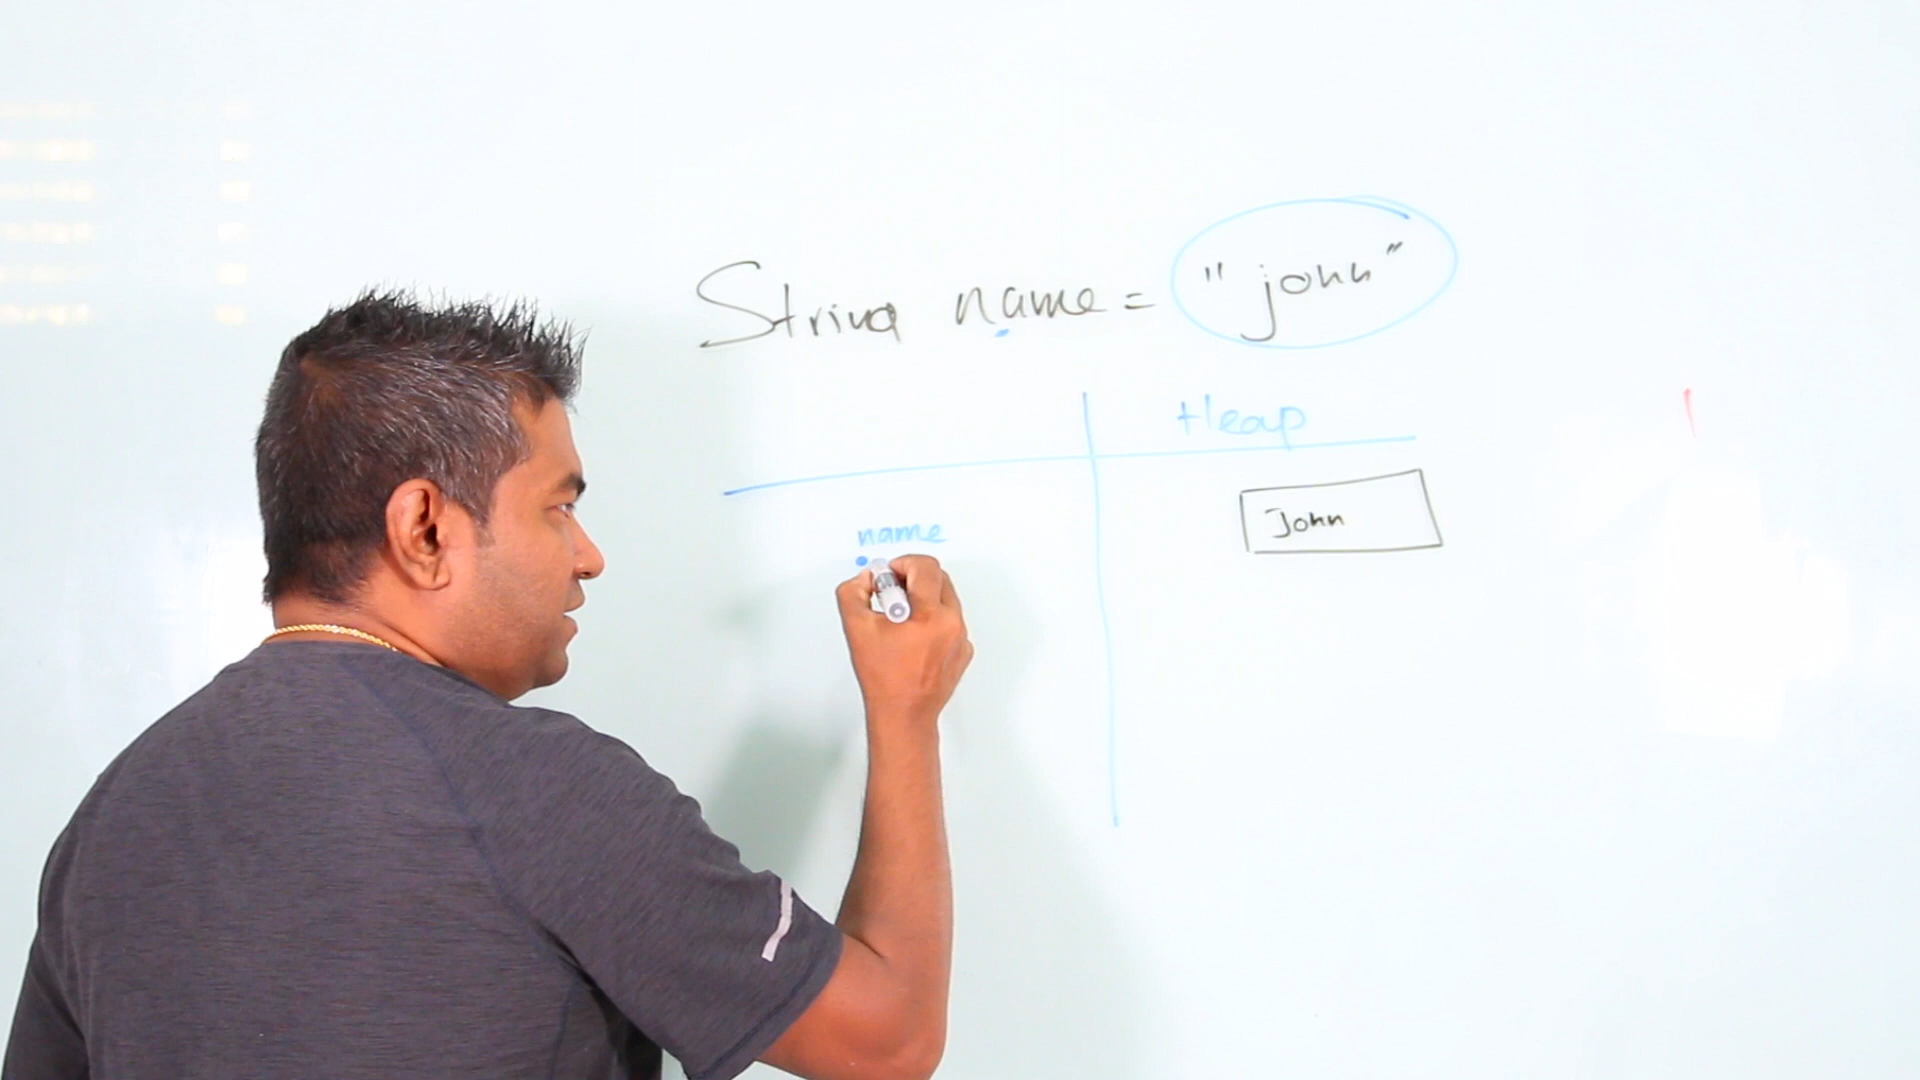 String name = "john"
Heap
name
John